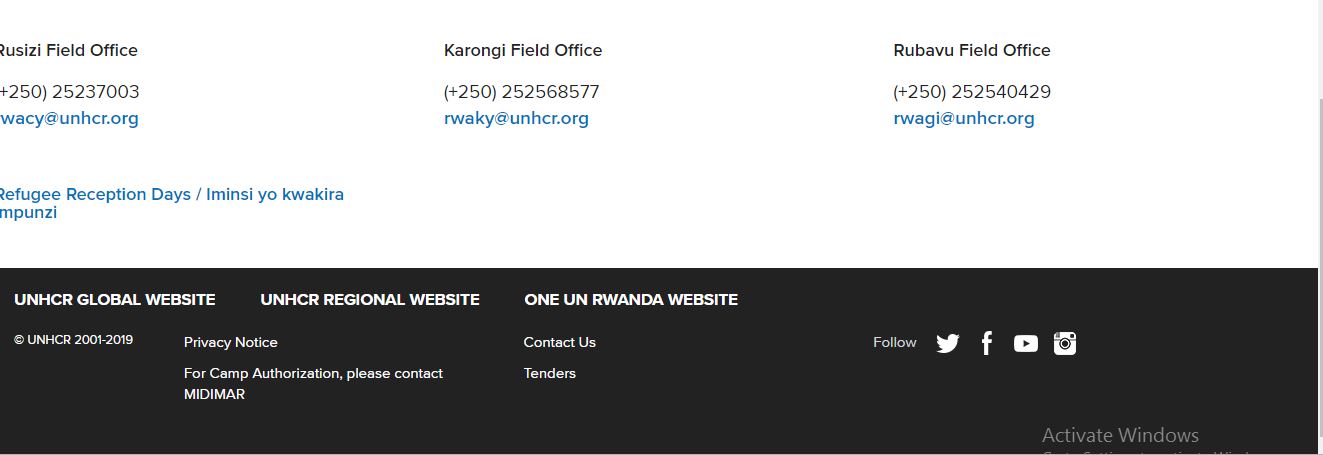 Rusizi Field Office
Karongi Field Office
Rubavu Field Office
+250) 25237003
(+250) 252568577
(+250) 252540429
rwacy@unhcr.org
rwaky@unhcr.org
rwagi@unhcr.org
Refugee Reception Days / Iminsi yo kwakira
mpunzi
UNHCR GLOBAL WEBSITE
UNHCR REGIONAL WEBSITE
ONE UN RWANDA WEBSITE
© UNHCR 2001-2019
Privacy Notice
Contact Us
Follow
For Camp Authorization, please contact
MIDIMAR
Tenders
Activate Windows